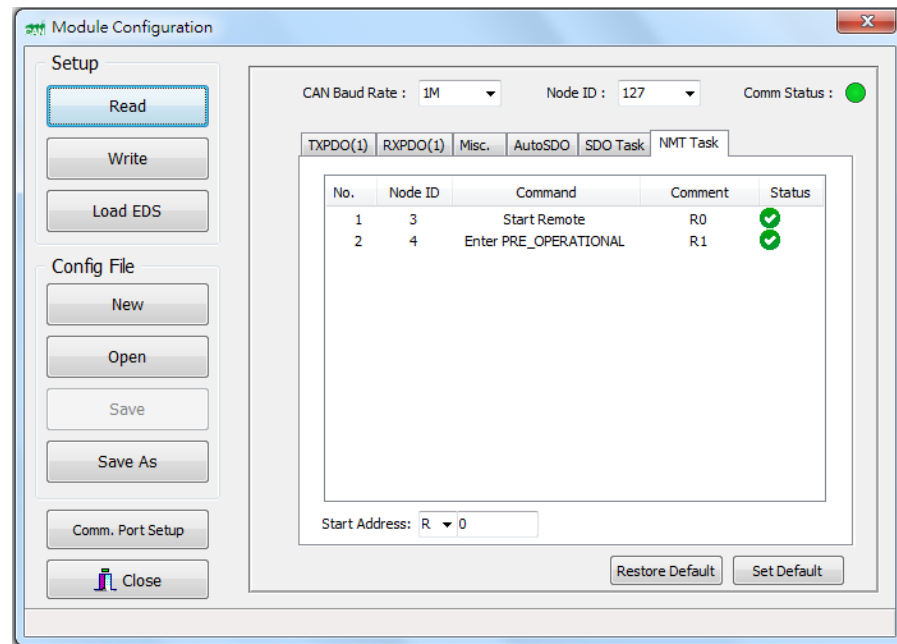 Module Configuration
Setup
Read
Write
Load EDS
Config File
New
Open
Save
Save As
Comm. Port Setup
Close
CAN Baud Rate : 1M Node ID : 127 Comm Status :
TXPDO(1) RXPDO(1) Misc. AutoSDO SDO Task NMT Task
No. Node ID Command Comment Status
1 3 Start Remote R0
2 4 Enter PRE_OPERATIONAL R1
Start Address: R 0
Restore Default Set Default